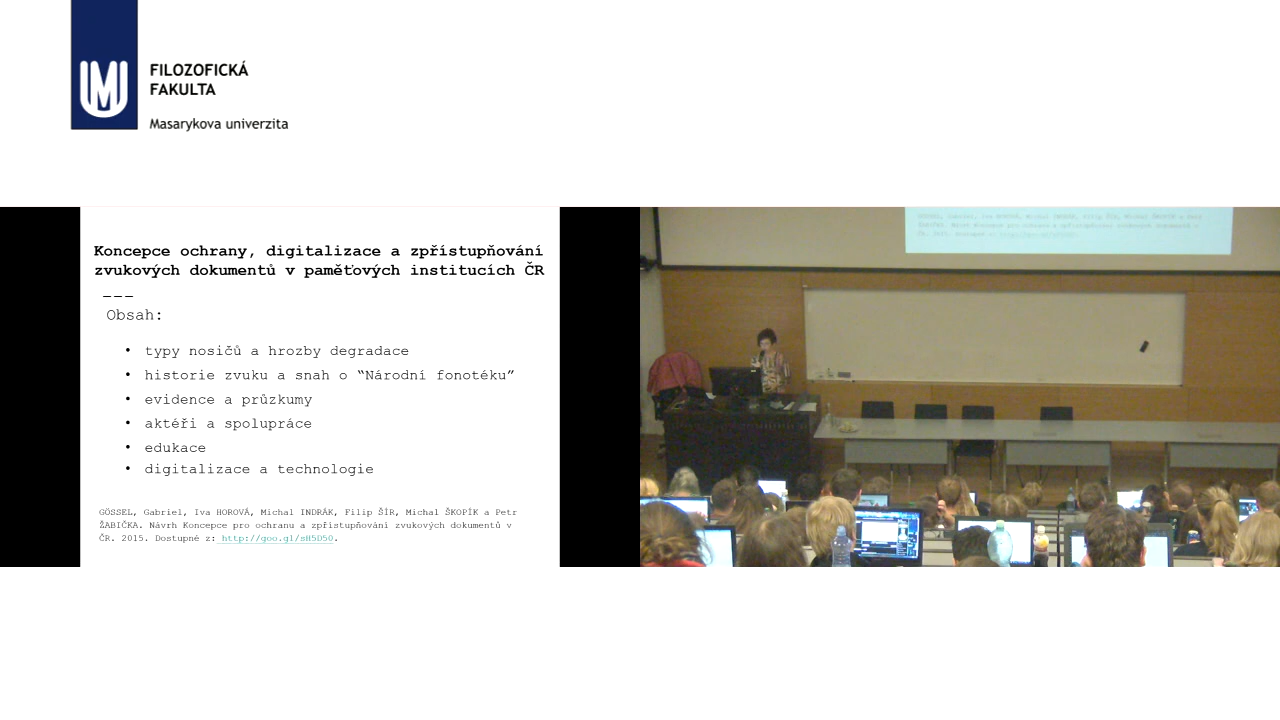 FILOZOFICKÁ
FAKULTA
Masarykova univerzita
Koncepce ochrany, digitalizace a zpřístupňování
zvukových dokumentů v paměťových institucích ČR
---
Obsah:
• typy nosičů a hrozby degradace
• historie zvuku a snah o “Národní fonotéku”
• evidence a průzkumy
• aktéři a spolupráce
• edukace
• digitalizace a technologie
GÖSSEL, Gabriel, Iva HOROVÁ, Michal INDRÁK, Filip ŠÍR, Michal ŠKOPÍK a Petr
ŽABIČKA. Návrh Koncepce pro ochranu a zpřístupňování zvukových dokumentů v
ČR. 2015. Dostupné z: http://goo.gl/sH5D50.